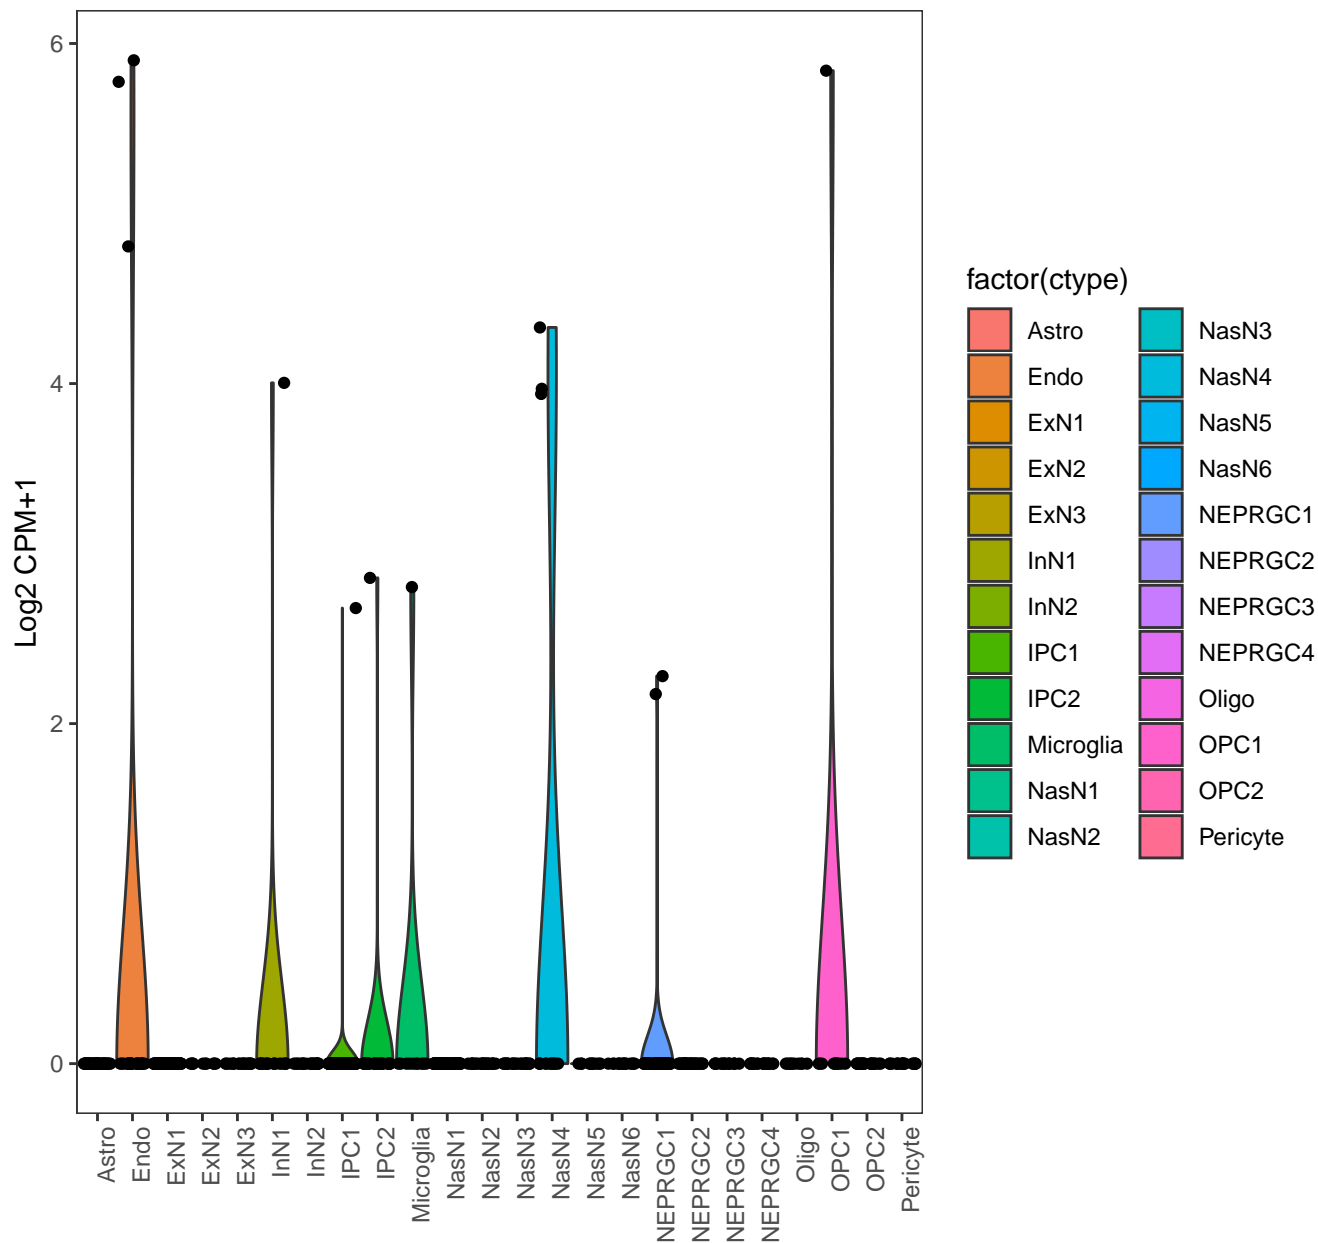 6
4
2
0
Log2 CPM+1
Astro
Endo
ExN1
ExN2
ExN3
InN1
InN2
IPC1
IPC2
Microglia
NasN1
NasN2
NasN3
NasN4
NasN5
NasN6
NEPRGC1
NEPRGC2
NEPRGC3
NEPRGC4
Oligo
OPC1
OPC2
Pericyte
factor(ctype)
Astro
Endo
ExN1
ExN2
ExN3
InN1
InN2
IPC1
IPC2
Microglia
NasN1
NasN2
NasN3
NasN4
NasN5
NasN6
NEPRGC1
NEPRGC2
NEPRGC3
NEPRGC4
Oligo
OPC1
OPC2
Pericyte